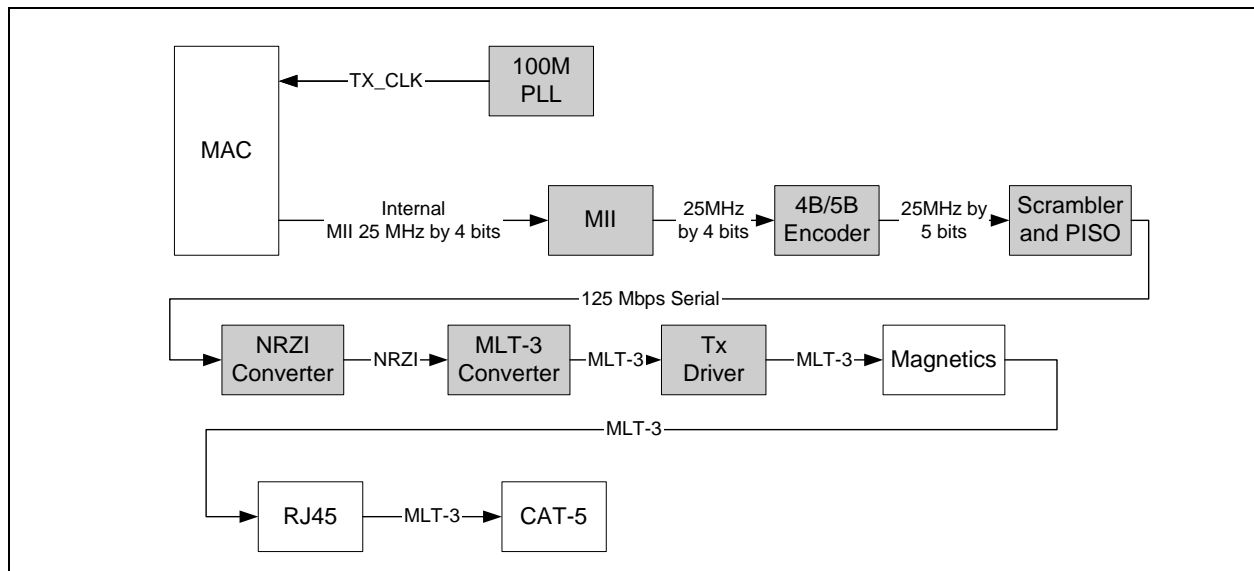 100M
PLL
TX_CLK
MAC
Internal
MII 25 MHz by 4 bits
MII
25MHz
by 4 bits
4B/5B
Encoder
25MHz by
5 bits
Scrambler
and PISO
125 Mbps Serial
NRZI
Converter
NRZI
MLT-3
Converter
MLT-3
Tx
Driver
MLT-3
Magnetics
MLT-3
RJ45
MLT-3
CAT-5